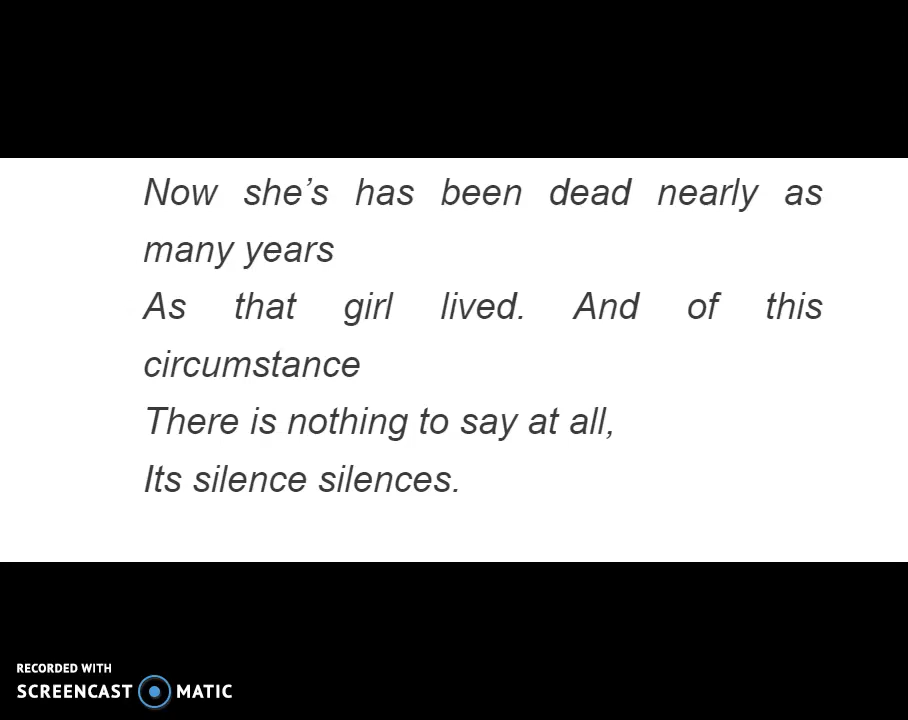 Now she’s has been dead nearly as
many years
As that girl lived. And of this
circumstance
There is nothing to say at all,
Its silence silences.
RECORDED WITH
SCREENCAST MATIC